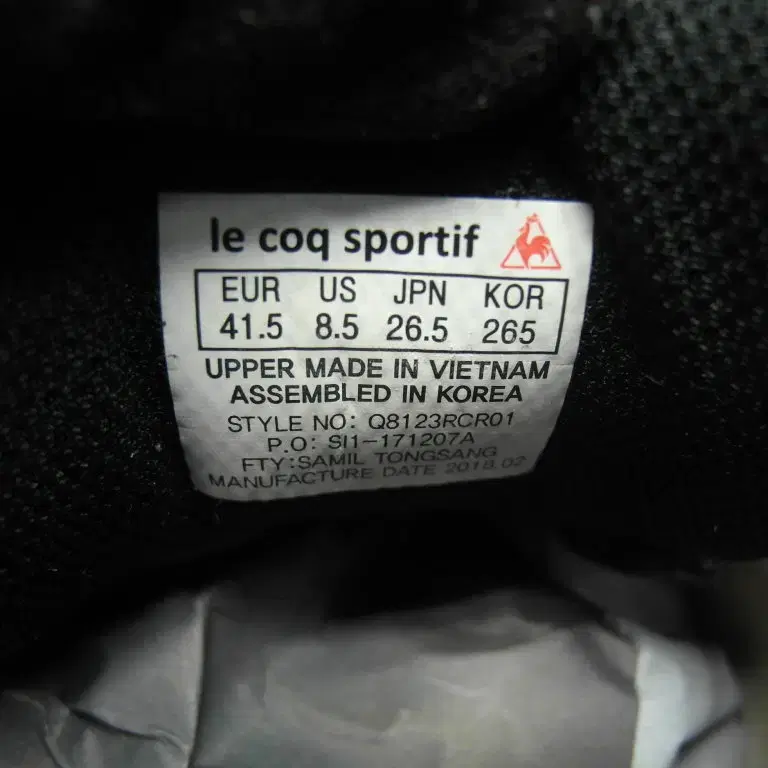 le coq sportif
EUR US JPN KOR
41.5 8.5 26.5 265
UPPER MADE IN VIETNAM
ASSEMBLED IN KOREA
STYLE NO: Q8123RCR01
P.O: SI1-171207A
FTY:SAMIL TONGSANG
MANUFACTURE DATE 2018.02